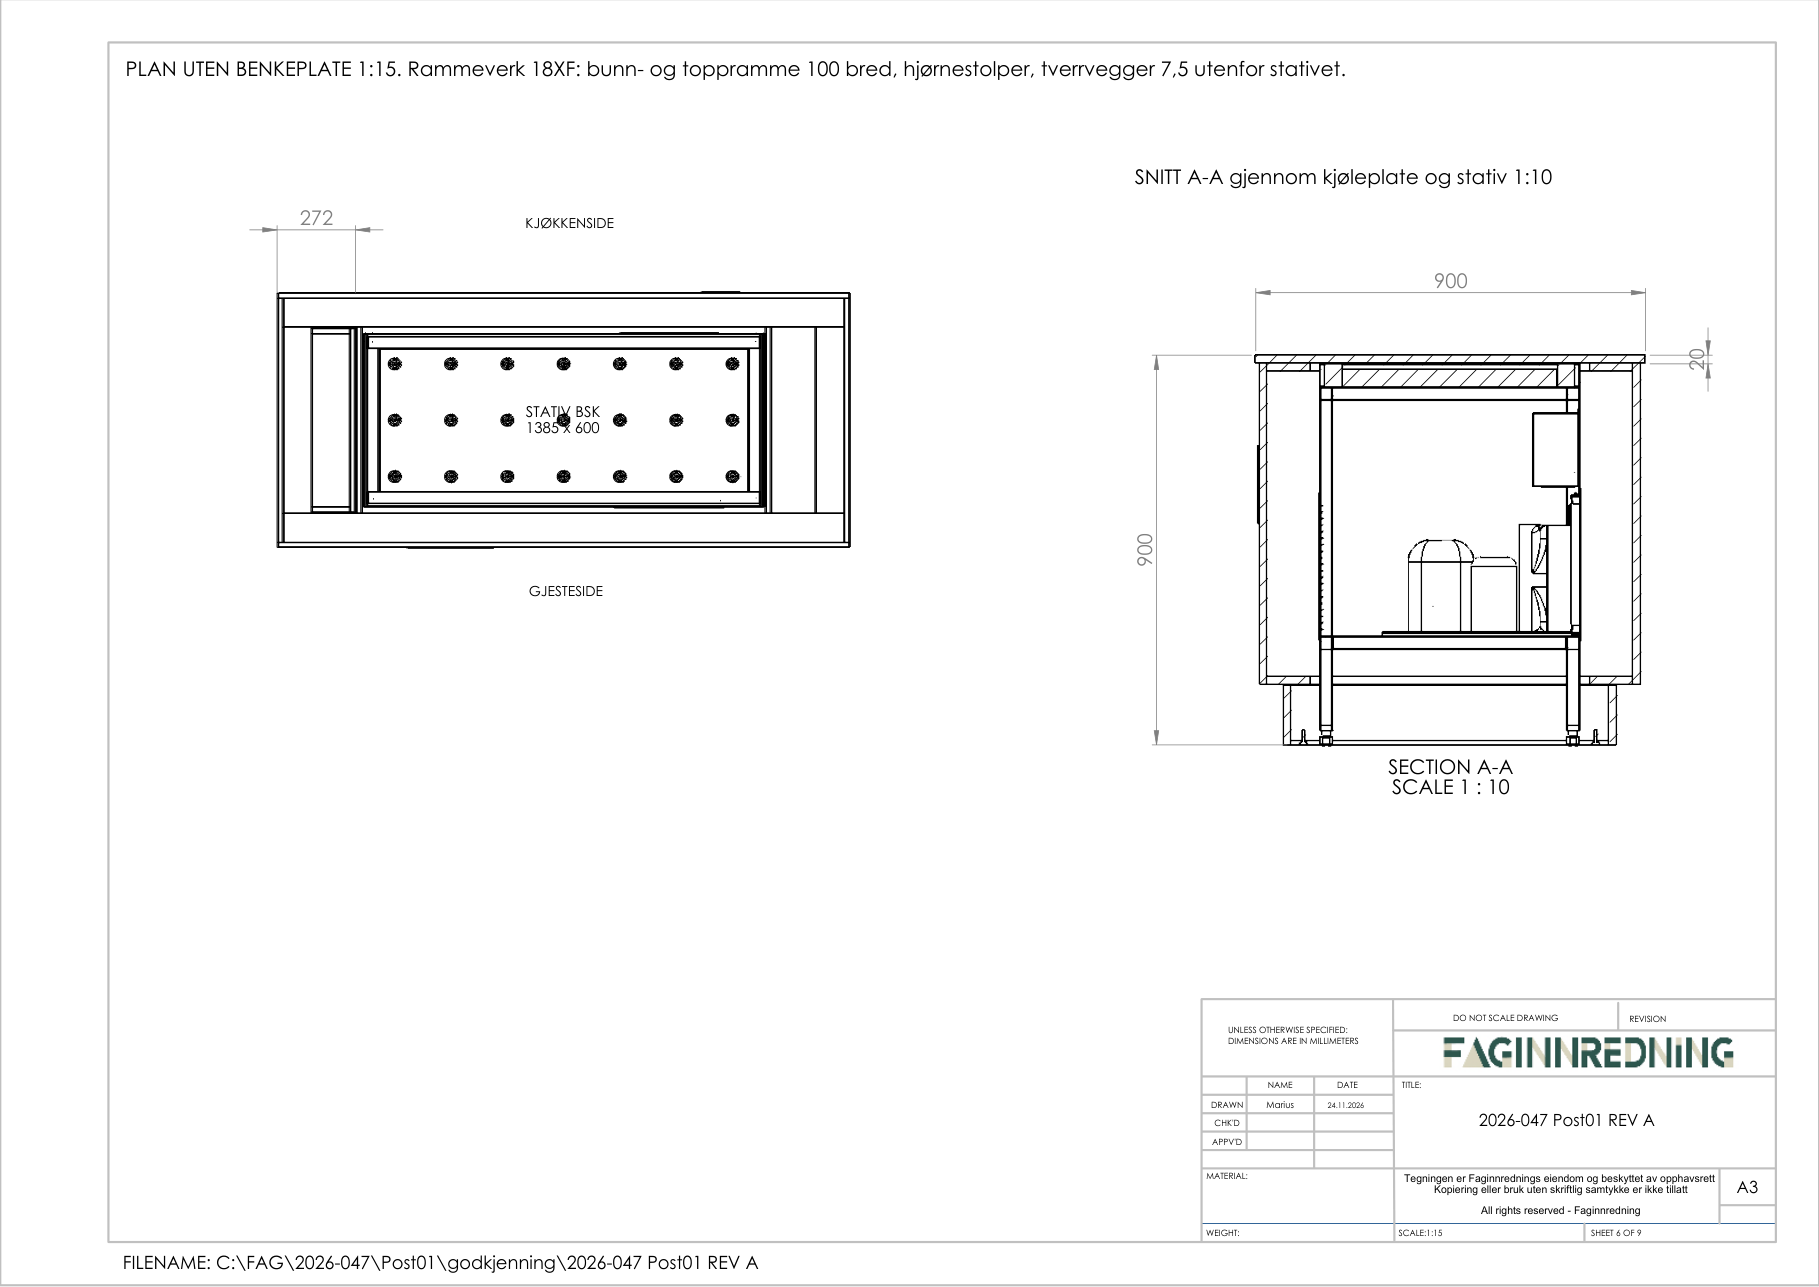 PLAN UTEN BENKEPLATE 1:15. Rammeverk 18XF: bunn- og toppramme 100 bred, hjørnestolper, tverrvegger 7,5 utenfor stativet.
SNITT A-A gjennom kjøleplate og stativ 1:10
272
KJØKKENSIDE
STATIV BSK
1385 x 600
GJESTESIDE
900
20
900
SECTION A-A
SCALE 1 : 10
UNLESS OTHERWISE SPECIFIED:
DIMENSIONS ARE IN MILLIMETERS
DO NOT SCALE DRAWING
REVISION
FAGINNREDNING
NAME
DATE
TITLE:
DRAWN
Marius
24.11.2026
CHK'D
APPV'D
2026-047 Post01 REV A
MATERIAL:
Tegningen er Faginnrednings eiendom og beskyttet av opphavsrett
Kopiering eller bruk uten skriftlig samtykke er ikke tillatt
All rights reserved - Faginnredning
A3
WEIGHT:
SCALE:1:15
SHEET 6 OF 9
FILENAME: C:\FAG\2026-047\Post01\godkjenning\2026-047 Post01 REV A